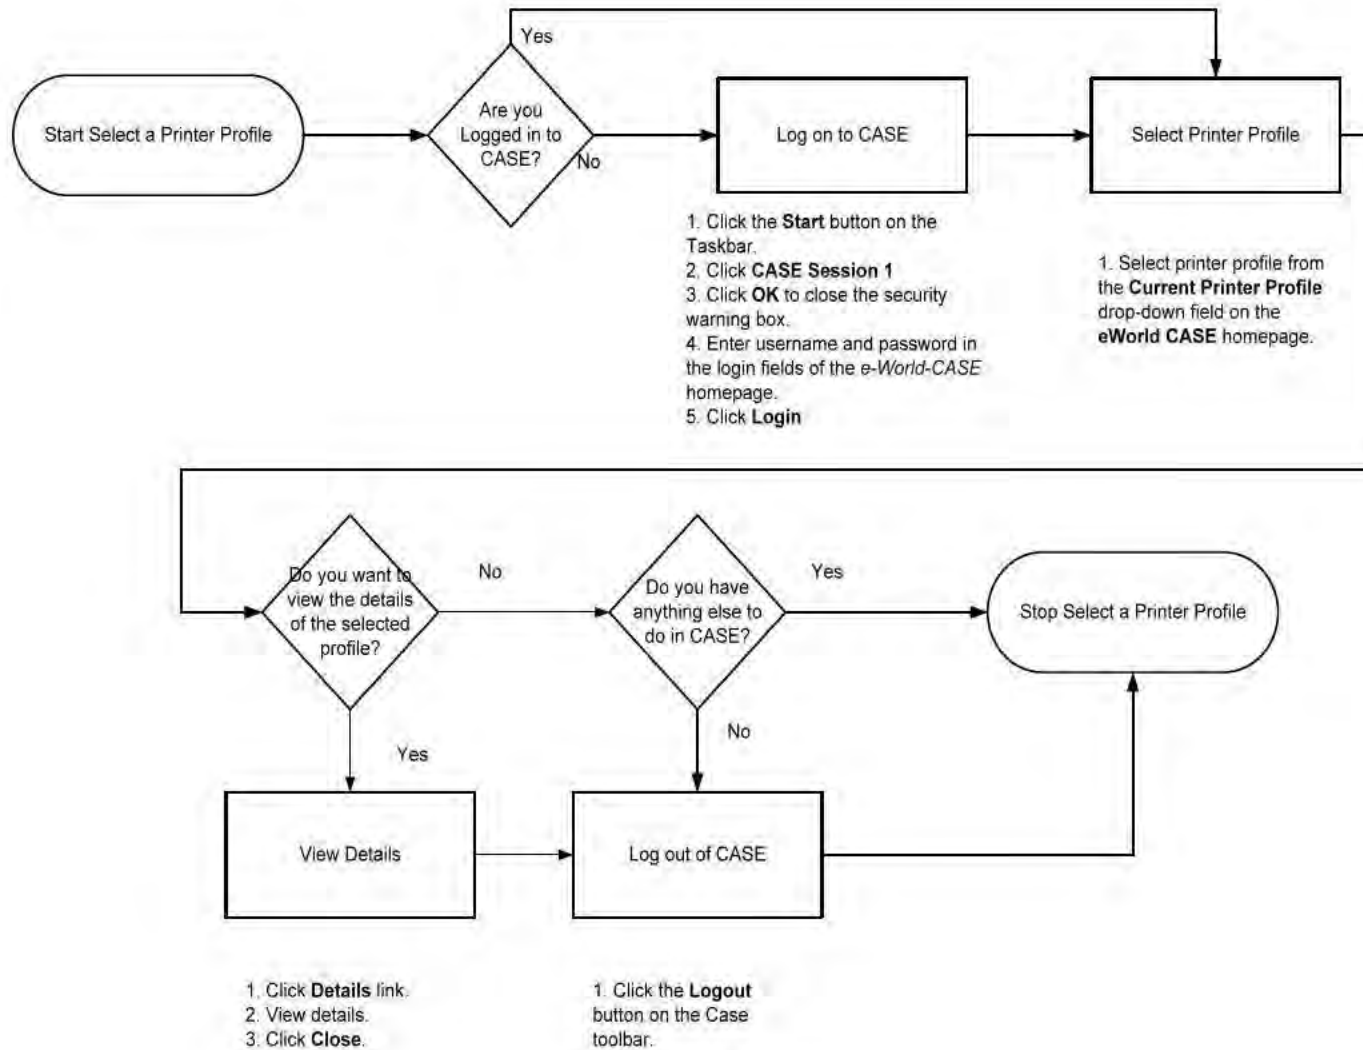 Yes
Start Select a Printer Profile
Are you
Logged in to
CASE?
No
Log on to CASE
Select Printer Profile
1. Click the Start button on the
Taskbar.
2. Click CASE Session 1
3. Click OK to close the security
warning box.
4. Enter username and password in
the login fields of the e-World-CASE
homepage.
5. Click Login
1. Select printer profile from
the Current Printer Profile
drop-down field on the
eWorld CASE homepage.
Do you want to
view the details
of the selected
profile?
No
Do you have
anything else to
do in CASE?
Yes
Stop Select a Printer Profile
Yes
No
View Details
Log out of CASE
1. Click Details link.
2. View details.
3. Click Close.
1. Click the Logout
button on the Case
toolbar.